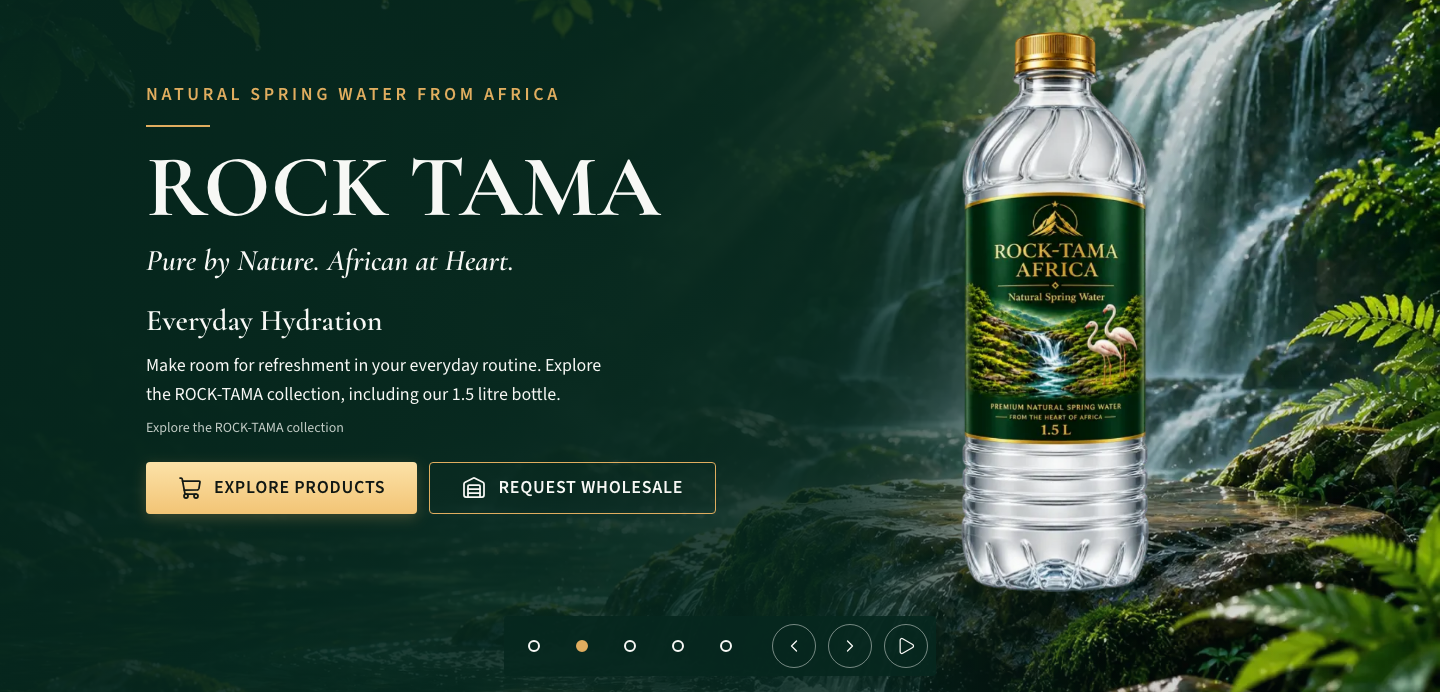 NATURAL SPRING WATER FROM AFRICA
ROCK TAMA
Pure by Nature. African at Heart.
Everyday Hydration
Make room for refreshment in your everyday routine. Explore
the ROCK-TAMA collection, including our 1.5 litre bottle.
Explore the ROCK-TAMA collection
EXPLORE PRODUCTS
REQUEST WHOLESALE
ROCK-TAMA
AFRICA
Natural Spring Water
PREMIUM NATURAL SPRING WATER
FROM THE HEART OF AFRICA
1.5 L